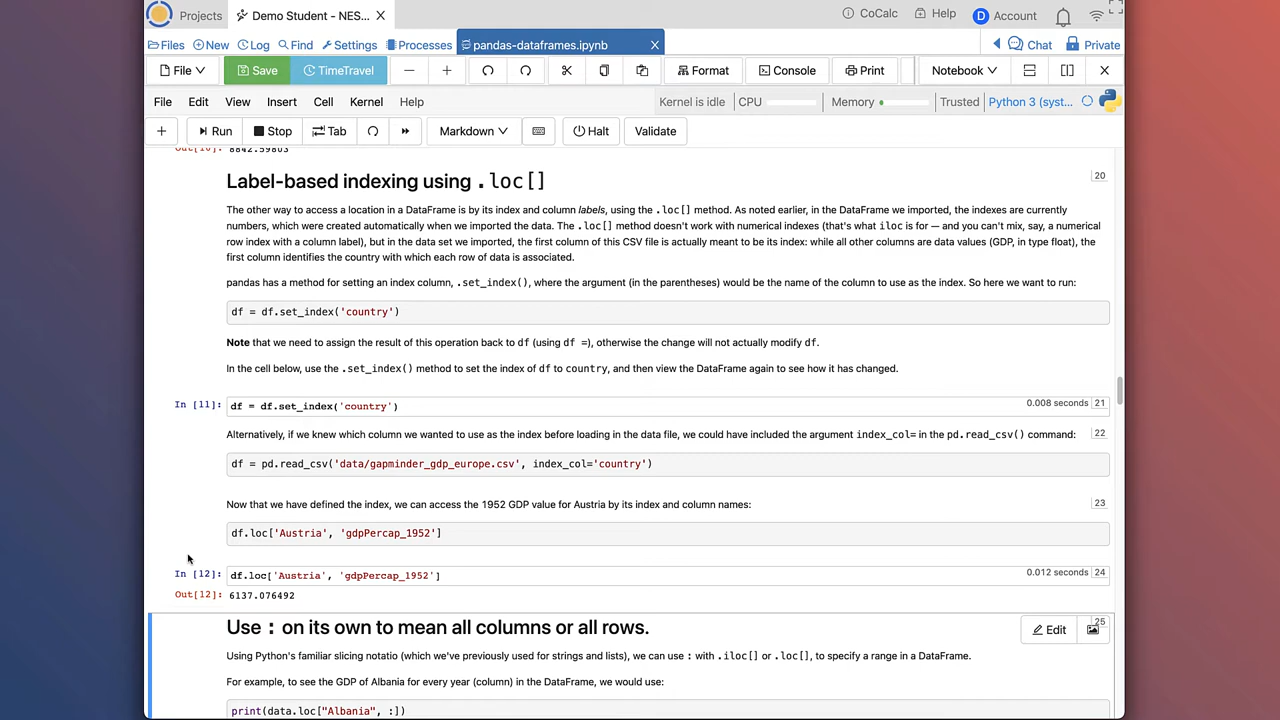 Projects
Demo Student - NES...
CoCalc
Help
D Account
Files
New
Log
Find
Settings
Processes
pandas-dataframes.ipynb
Chat
Private
File
Save
TimeTravel
Format
Console
Print
Notebook
File
Edit
View
Insert
Cell
Kernel
Help
Kernel is idle
CPU
Memory
Trusted
Python 3 (syst...
Run
Stop
Tab
Markdown
Halt
Validate
Out[10] 8842.59803
Label-based indexing using .loc[]
20
The other way to access a location in a DataFrame is by its index and column labels, using the .loc[] method. As noted earlier, in the DataFrame we imported, the indexes are currently
numbers, which were created automatically when we imported the data. The .loc[] method doesn't work with numerical indexes (that's what iloc is for — and you can't mix, say, a numerical
row index with a column label), but in the data set we imported, the first column of this CSV file is actually meant to be its index: while all other columns are data values (GDP, in type float), the
first column identifies the country with which each row of data is associated.
pandas has a method for setting an index column, .set_index(), where the argument (in the parentheses) would be the name of the column to use as the index. So here we want to run:
df = df.set_index('country')
Note that we need to assign the result of this operation back to df (using df =), otherwise the change will not actually modify df.
In the cell below, use the .set_index() method to set the index of df to country, and then view the DataFrame again to see how it has changed.
In [11]: df = df.set_index('country')
0.008 seconds 21
Alternatively, if we knew which column we wanted to use as the index before loading in the data file, we could have included the argument index_col= in the pd.read_csv() command:
22
df = pd.read_csv('data/gapminder_gdp_europe.csv', index_col='country')
Now that we have defined the index, we can access the 1952 GDP value for Austria by its index and column names:
23
df.loc['Austria', 'gdpPercap_1952']
In [12]: df.loc['Austria', 'gdpPercap_1952']
0.012 seconds 24
Out[12]: 6137.076492
Use : on its own to mean all columns or all rows.
Edit
25
Using Python's familiar slicing notatio (which we've previously used for strings and lists), we can use : with .iloc[] or .loc[], to specify a range in a DataFrame.
For example, to see the GDP of Albania for every year (column) in the DataFrame, we would use:
print(data.loc["Albania", :])